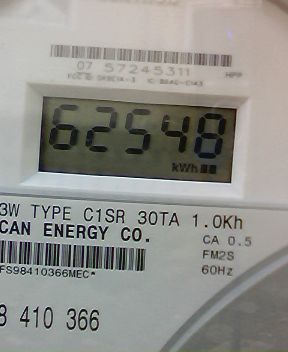 07 57245311
HPP
62548
kWh
3W TYPE C1SR 30TA 1.0Kh
CAN ENERGY CO.
CA 0.5
FM2S
60Hz
FS98410366MEC*
8 410 366